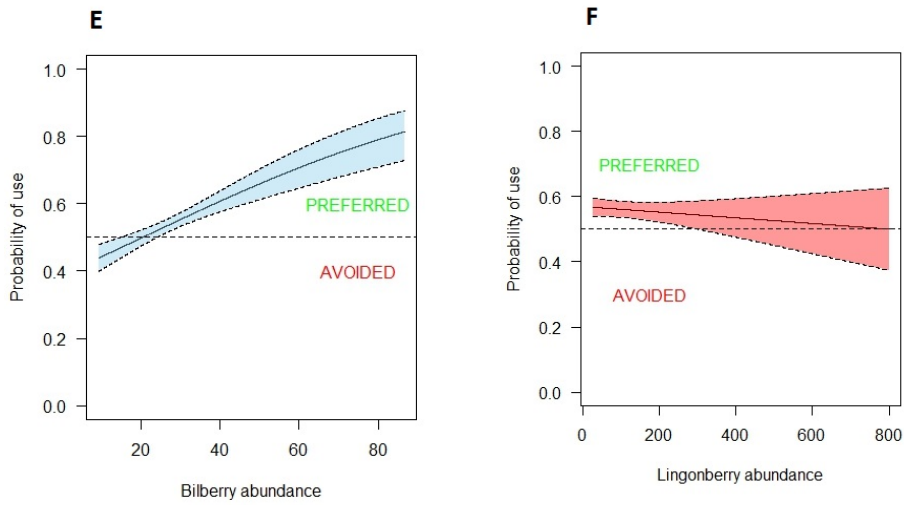 E
1.0
0.8
0.6
0.4
0.2
0.0
Probability of use
PREFERRED
AVOIDED
20 40 60 80
Bilberry abundance
F
1.0
0.8
0.6
0.4
0.2
0.0
Probability of use
PREFERRED
AVOIDED
0 200 400 600 800
Lingonberry abundance